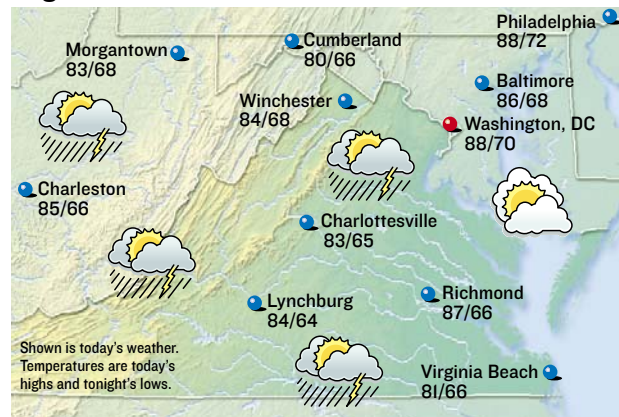 Philadelphia
88/72
Morgantown
83/68
Cumberland
80/66
Baltimore
86/68
Winchester
84/68
Washington, DC
88/70
Charleston
85/66
Charlottesville
83/65
Lynchburg
84/64
Richmond
87/66
Shown is today's weather.
Temperatures are today's
highs and tonight's lows.
Virginia Beach
81/66